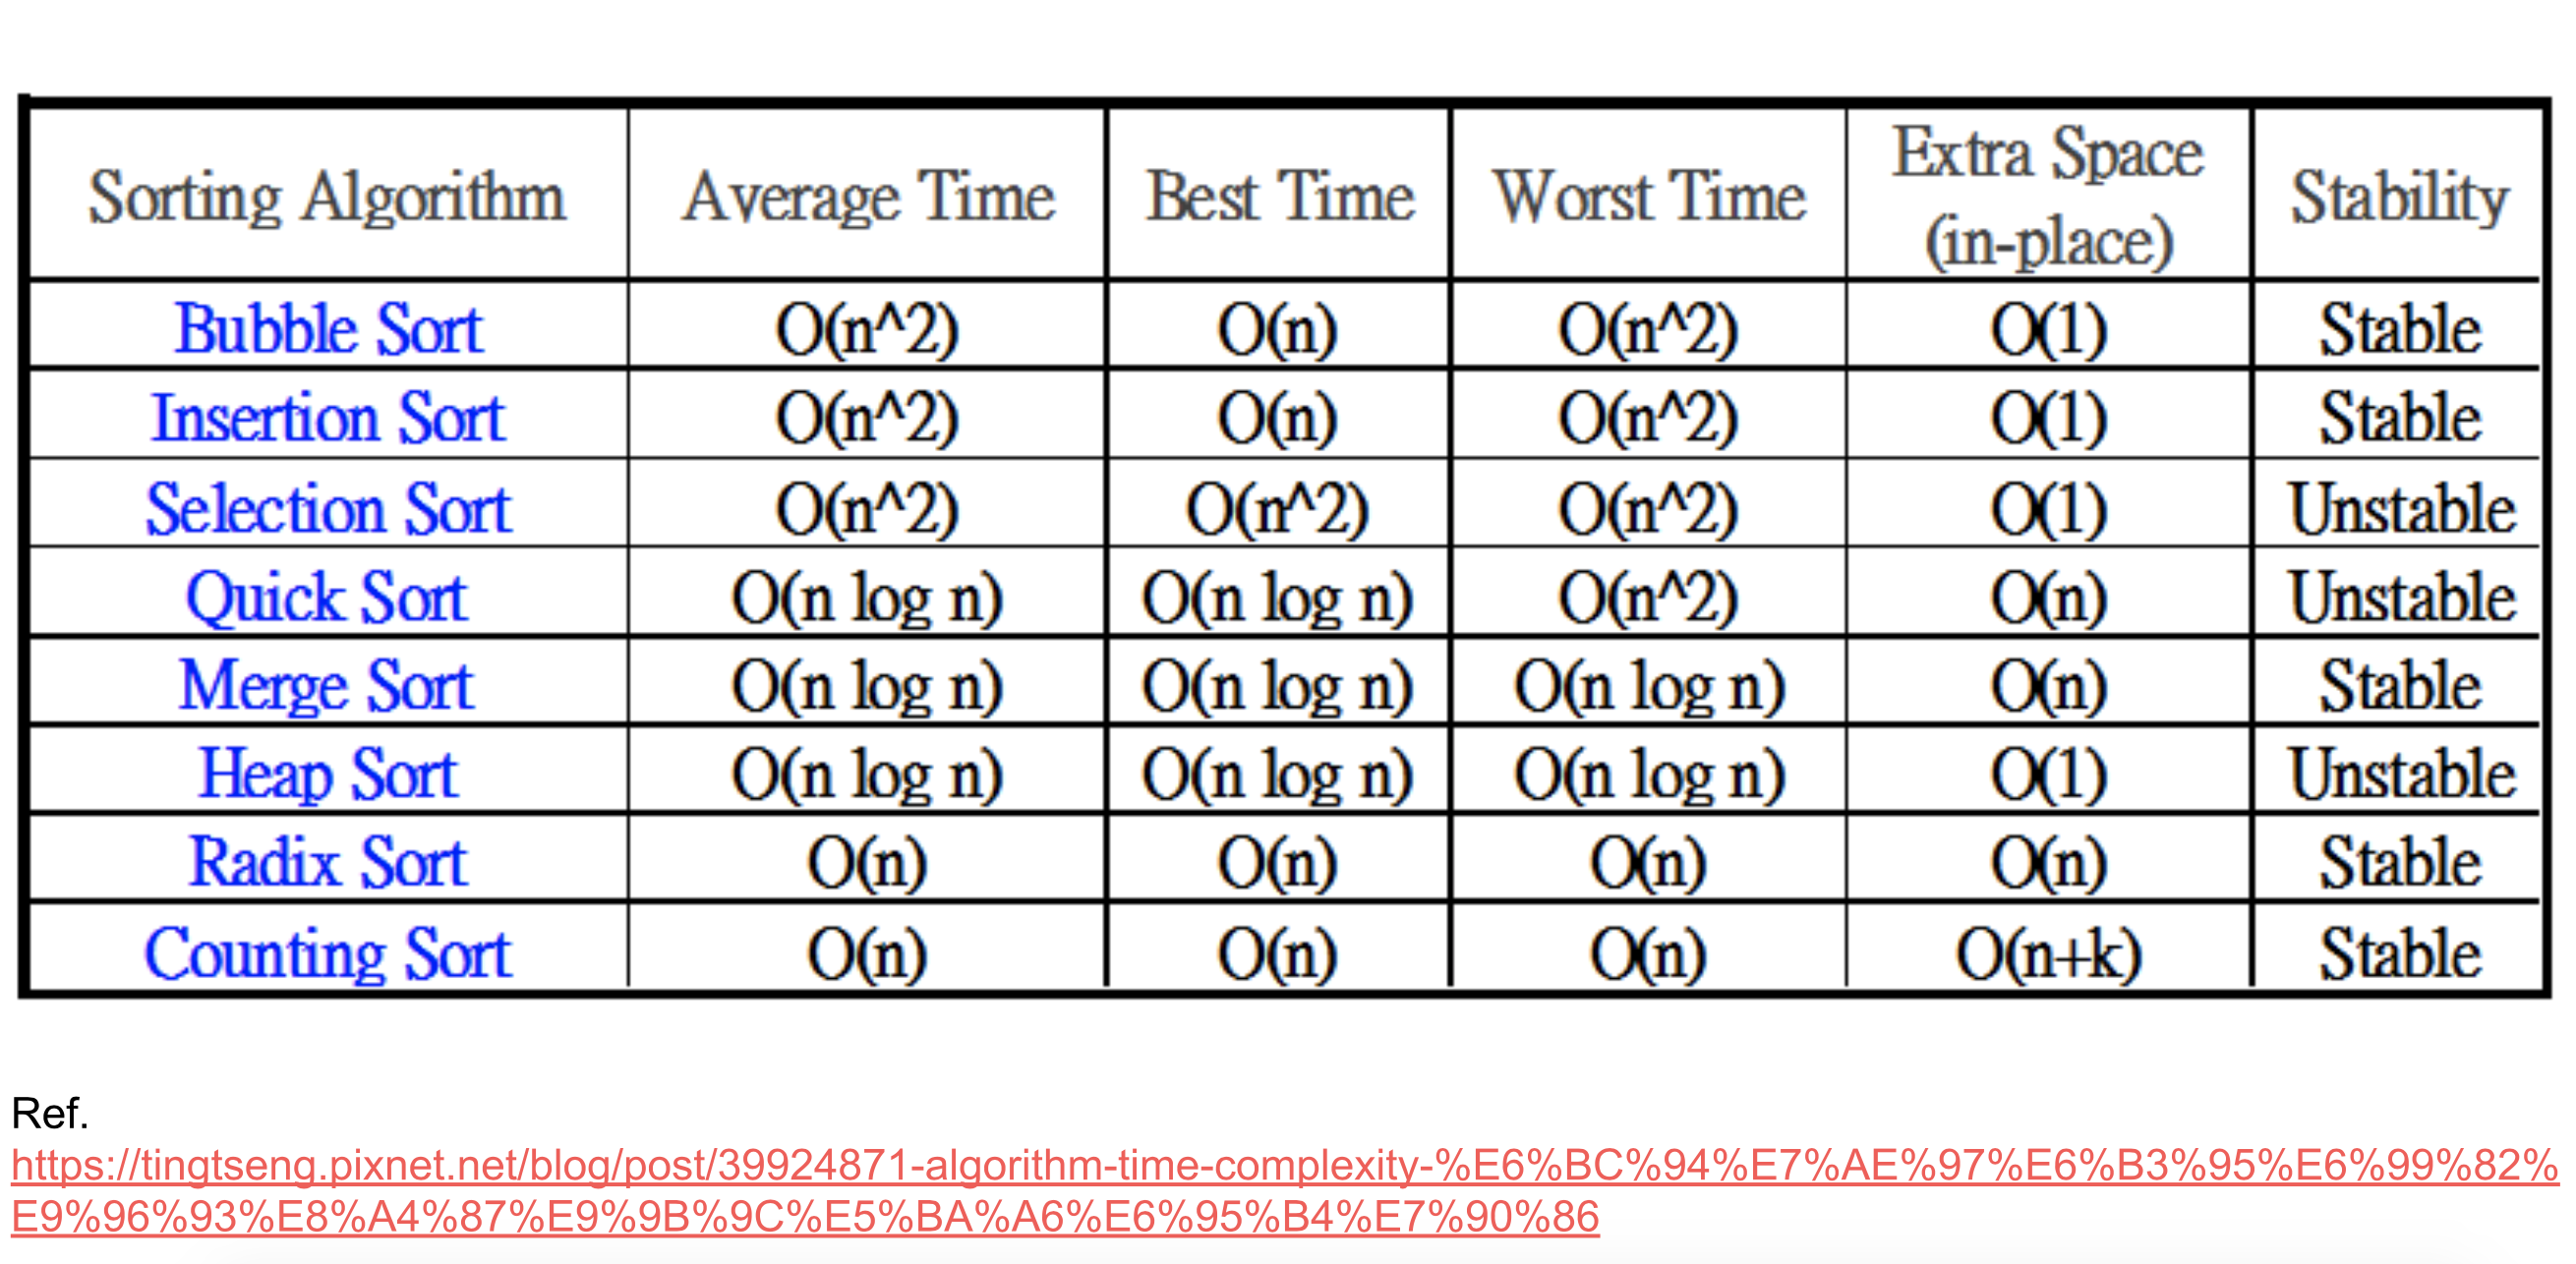 Sorting Algorithm Average Time Best Time Worst Time Extra Space (in-place) Stability
Bubble Sort O(n^2) O(n) O(n^2) O(1) Stable
Insertion Sort O(n^2) O(n) O(n^2) O(1) Stable
Selection Sort O(n^2) O(n^2) O(n^2) O(1) Unstable
Quick Sort O(n log n) O(n log n) O(n^2) O(n) Unstable
Merge Sort O(n log n) O(n log n) O(n log n) O(n) Stable
Heap Sort O(n log n) O(n log n) O(n log n) O(1) Unstable
Radix Sort O(n) O(n) O(n) O(n) Stable
Counting Sort O(n) O(n) O(n) O(n+k) Stable
Ref.
https://tingtseng.pixnet.net/blog/post/39924871-algorithm-time-complexity-%E6%BC%94%E7%AE%97%E6%B3%95%E6%99%82%
E9%96%93%E8%A4%87%E9%9B%9C%E5%BA%A6%E6%95%B4%E7%90%86